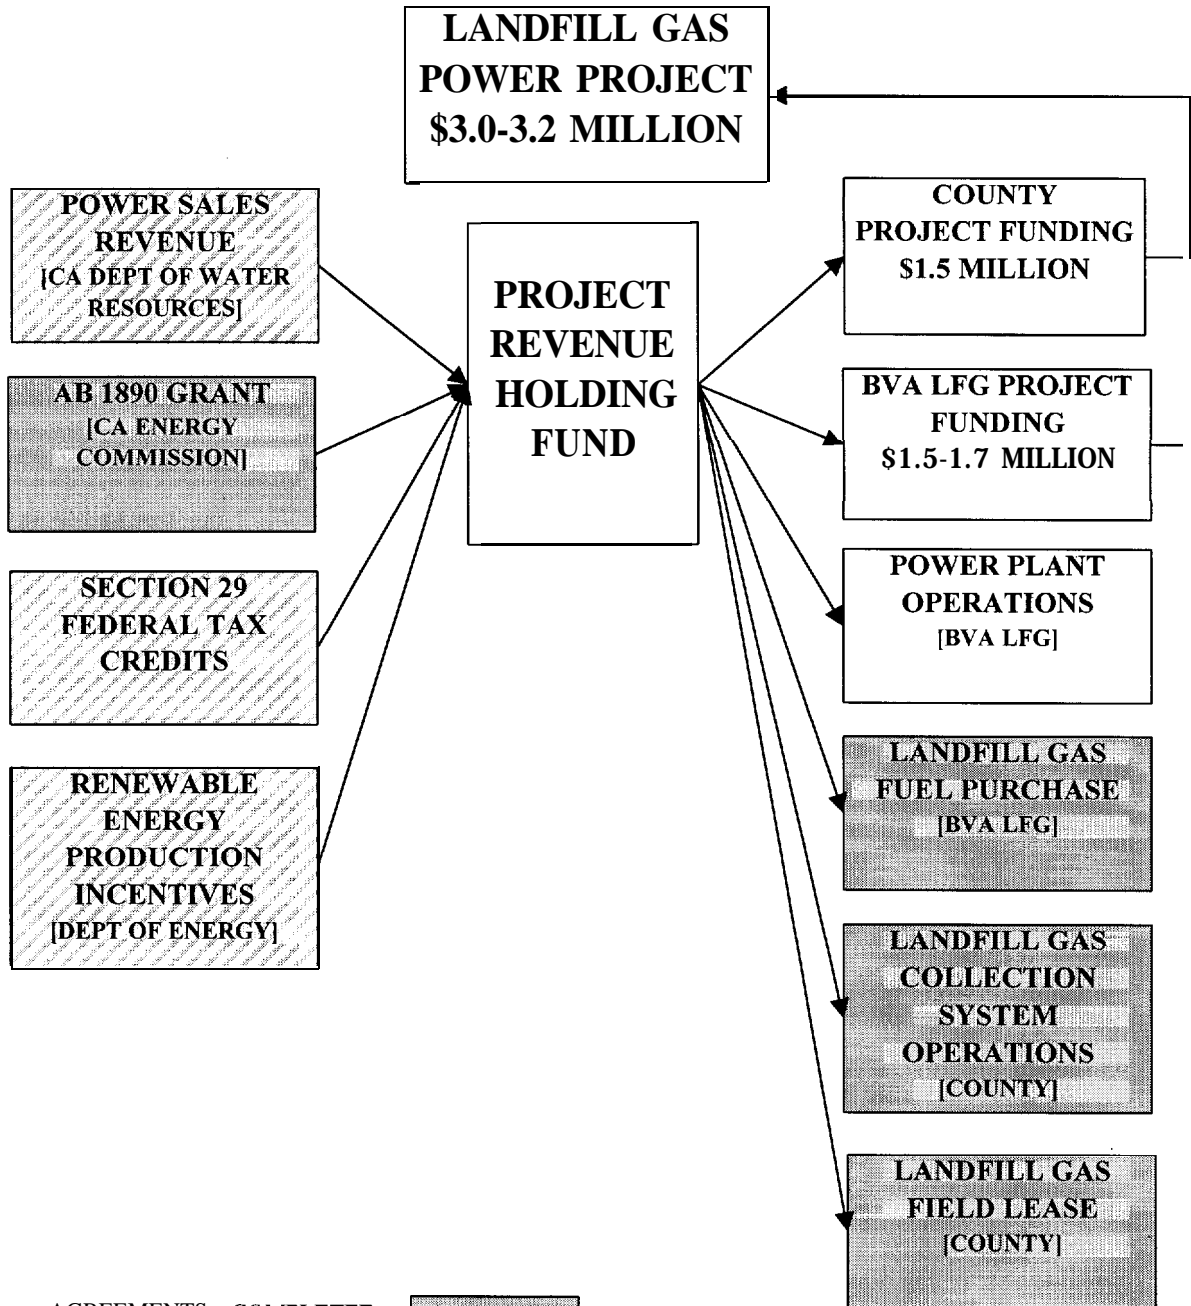 LANDFILL GAS
POWER PROJECT
$3.0-3.2 MILLION
POWER SALES
REVENUE
[CA DEPT OF WATER
RESOURCES]
AB 1890 GRANT
[CA ENERGY
COMMISSION]
SECTION 29
FEDERAL TAX
CREDITS
RENEWABLE
ENERGY
PRODUCTION
INCENTIVES
[DEPT OF ENERGY]
PROJECT
REVENUE
HOLDING
FUND
COUNTY
PROJECT FUNDING
$1.5 MILLION
BVA LFG PROJECT
FUNDING
$1.5-1.7 MILLION
POWER PLANT
OPERATIONS
[BVA LFG]
LANDFILL GAS
FUEL PURCHASE
[BVA LFG]
LANDFILL GAS
COLLECTION
SYSTEM
OPERATIONS
[COUNTY]
LANDFILL GAS
FIELD LEASE
[COUNTY]
AGREEMENTS COMPLETED